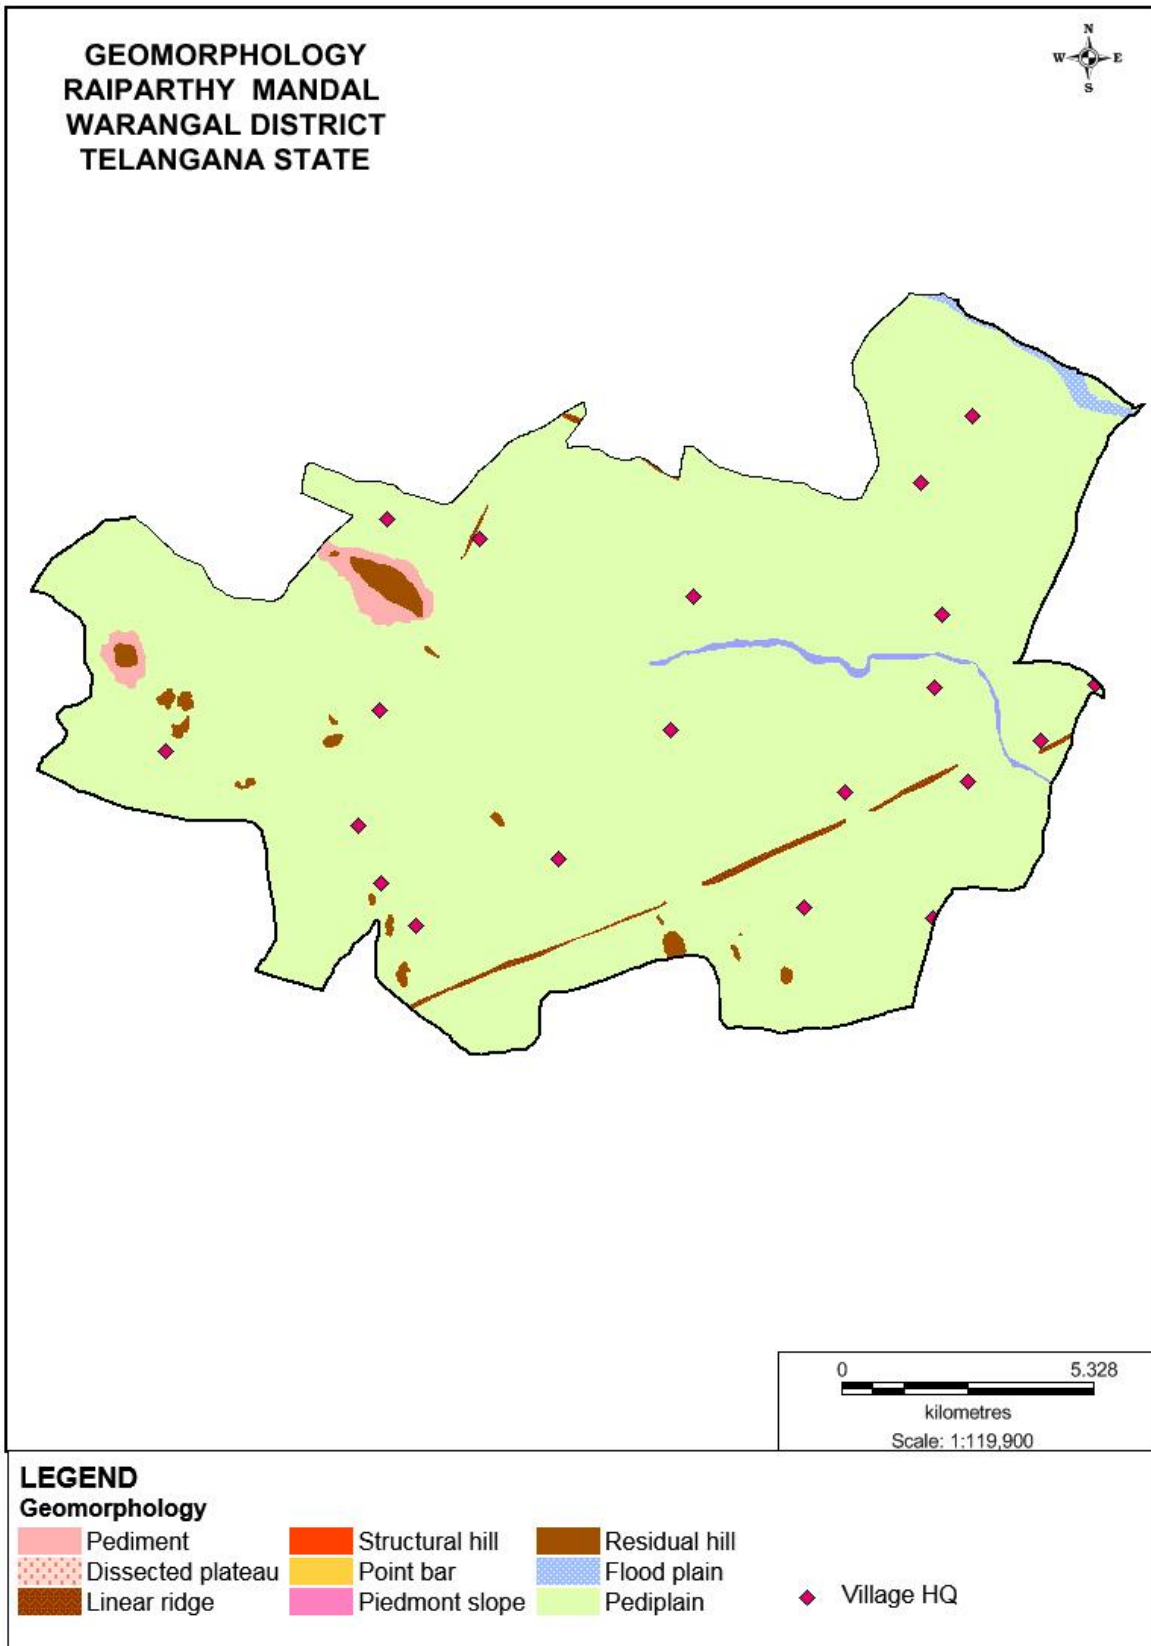 GEOMORPHOLOGY
RAIPARTHY MANDAL
WARANGAL DISTRICT
TELANGANA STATE
N
W E
S
0 5.328
kilometres
Scale: 1:119,900
LEGEND
Geomorphology
Pediment Structural hill Residual hill
Dissected plateau Point bar Flood plain
Linear ridge Piedmont slope Pediplain
Village HQ